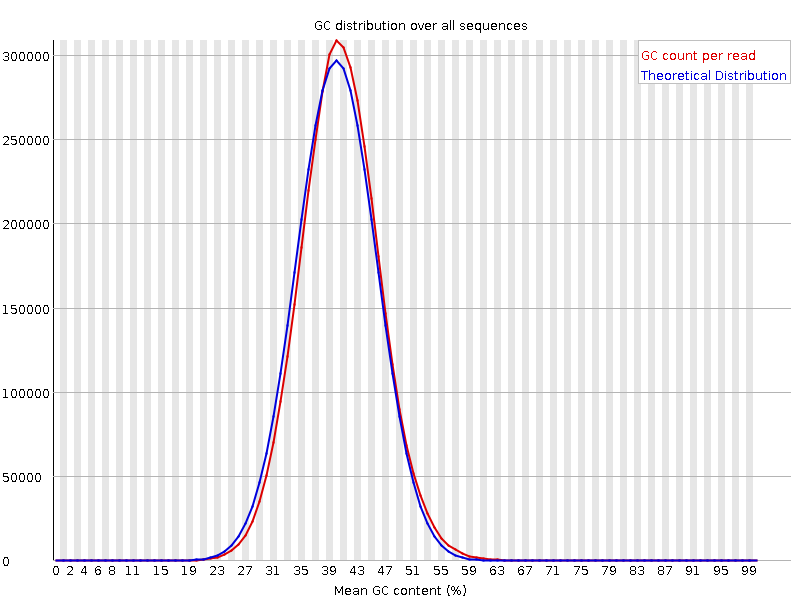 GC distribution over all sequences
GC count per read
Theoretical Distribution
300000
250000
200000
150000
100000
50000
0
0 2 4 6 8 11 15 19 23 27 31 35 39 43 47 51 55 59 63 67 71 75 79 83 87 91 95 99
Mean GC content (%)